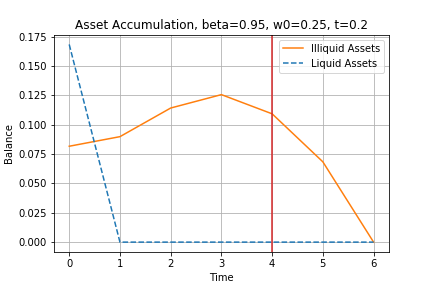 Asset Accumulation, beta=0.95, w0=0.25, t=0.2
Illiquid Assets
Liquid Assets
Balance
0.175
0.150
0.125
0.100
0.075
0.050
0.025
0.000
0 1 2 3 4 5 6
Time